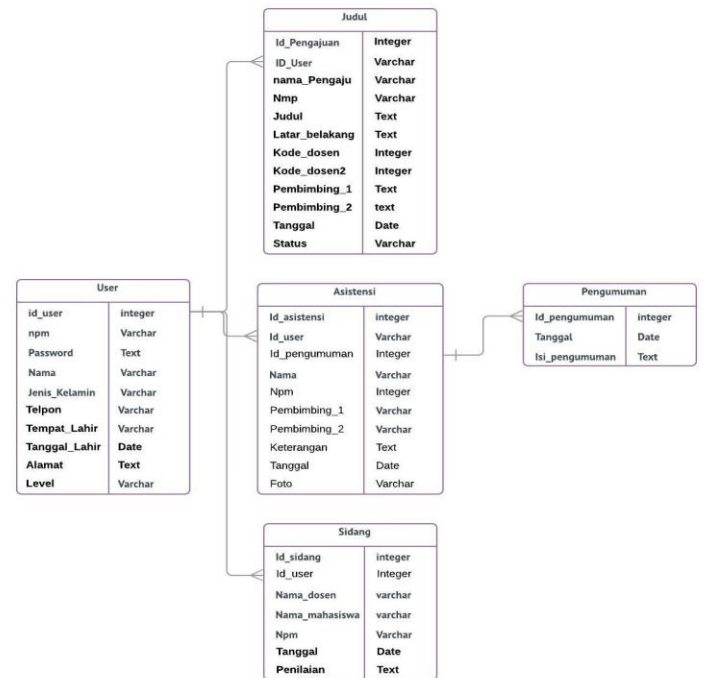 Judul
Id_Pengajuan Integer
ID_User Varchar
nama_Pengaju Varchar
Nmp Varchar
Judul Text
Latar_belakang Text
Kode_dosen Integer
Kode_dosen2 Integer
Pembimbing_1 Text
Pembimbing_2 text
Tanggal Date
Status Varchar
User
id_user integer
npm Varchar
Password Text
Nama Varchar
Jenis_Kelamin Varchar
Telpon Varchar
Tempat_Lahir Varchar
Tanggal_Lahir Date
Alamat Text
Level Varchar
Asistensi
Id_asistensi integer
Id_user Varchar
Id_pengumuman Integer
Nama Varchar
Npm Integer
Pembimbing_1 Varchar
Pembimbing_2 Varchar
Keterangan Text
Tanggal Date
Foto Varchar
Pengumuman
Id_pengumuman integer
Tanggal Date
Isi_pengumuman Text
Sidang
Id_sidang integer
Id_user Integer
Nama_dosen varchar
Nama_mahasiswa varchar
Npm Varchar
Tanggal Date
Penilaian Text